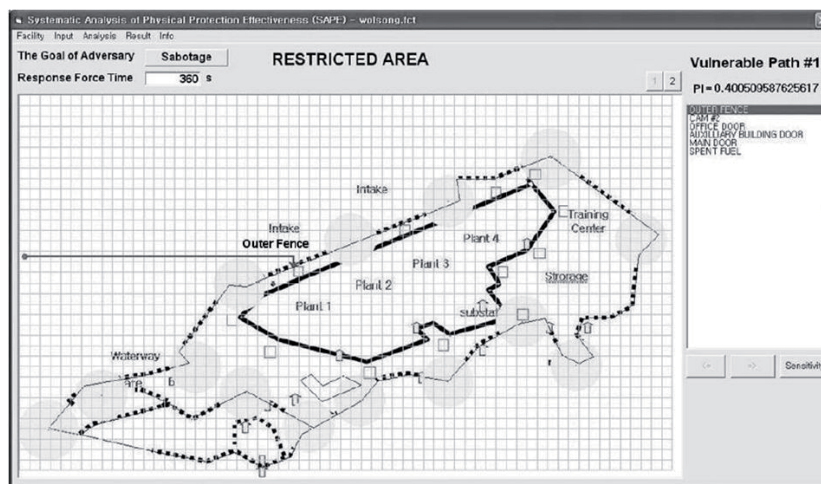 Systematic Analysis of Physical Protection Effectiveness (SAPE) - wolsong.fct
Facility Input Analysis Result Info
The Goal of Adversary Sabotage
RESTRICTED AREA
Response Force Time 360 s
1 2
Vulnerable Path #1
PI = 0.400509587625617
OUTER FENCE
CAM #2
OFFICE DOOR
AUXILLIARY BUILDING DOOR
MAIN DOOR
SPENT FUEL
Intake
Intake
Outer Fence
Training
Center
Plant 4
Plant 3
Plant 2
Plant 1
Strorage
substat
Waterway
Sensitivity